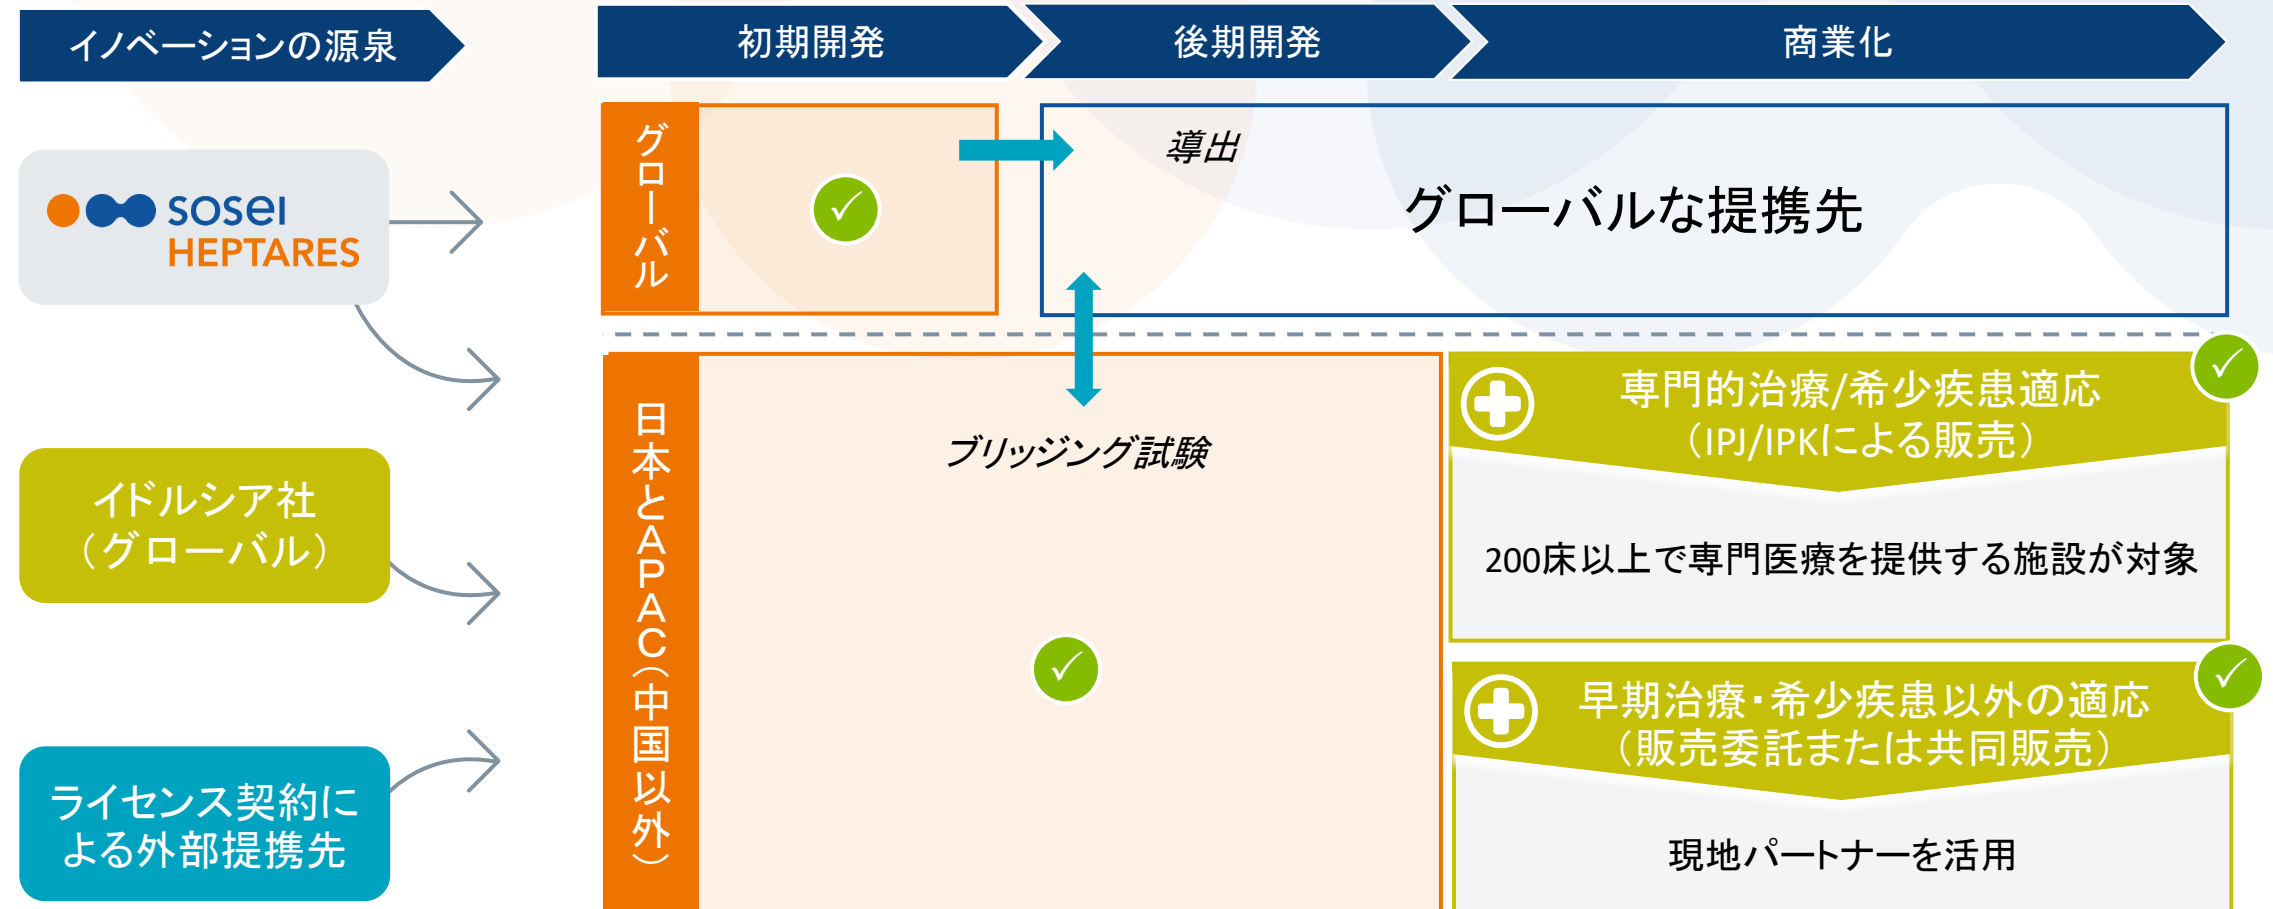 イノベーションの源泉
初期開発
後期開発
商業化
sosei
HEPTARES
イドルシア社
（グローバル）
ライセンス契約に
よる外部提携先
グローバル
導出
グローバルな提携先
日本とAPAC（中国以外）
ブリッジング試験
専門的治療/希少疾患適応
（IPJ/IPKによる販売）
200床以上で専門医療を提供する施設が対象
早期治療・希少疾患以外の適応
（販売委託または共同販売）
現地パートナーを活用